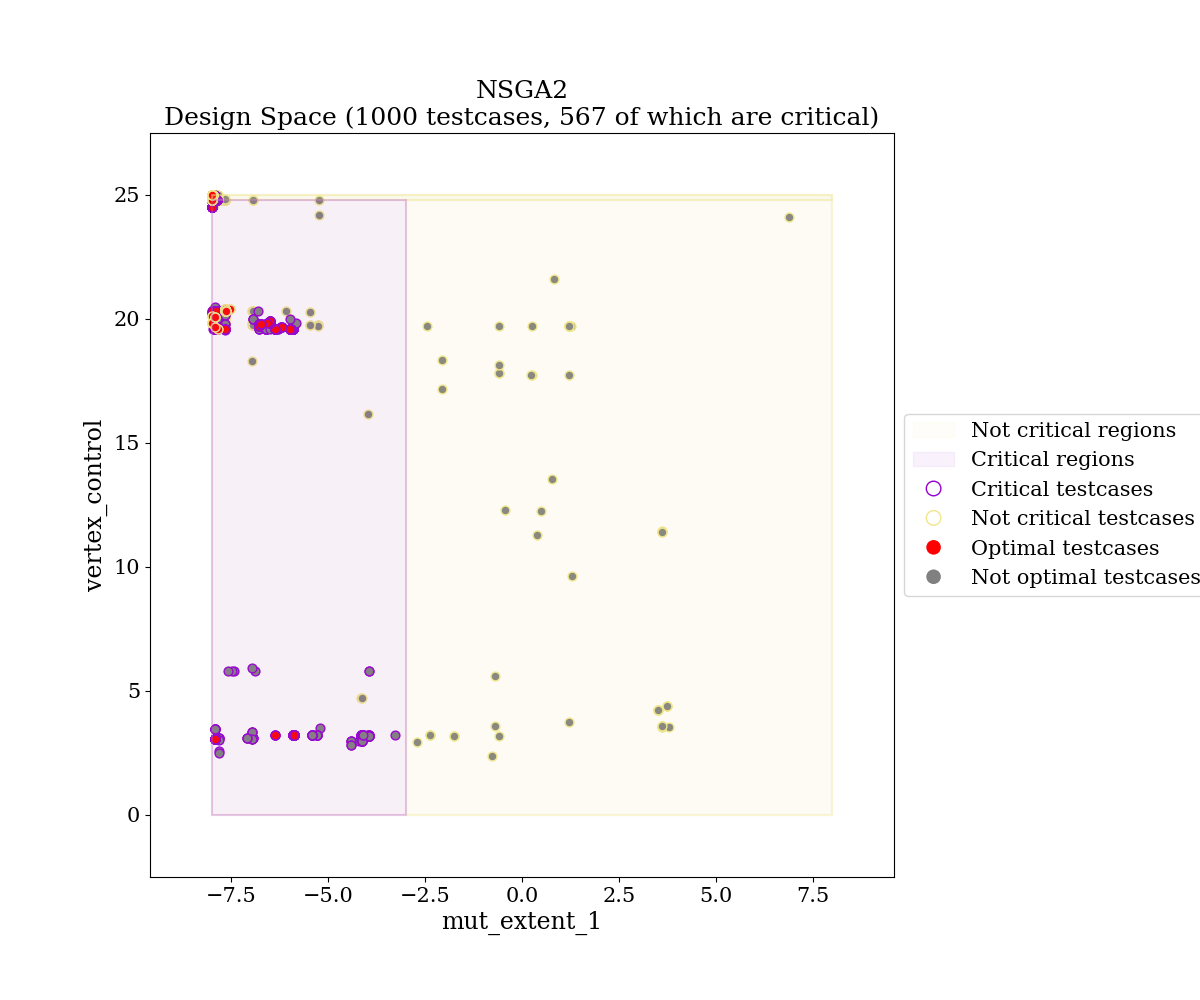 NSGA2
Design Space (1000 testcases, 567 of which are critical)
25
20
15
10
5
0
vertex_control
−7.5 −5.0 −2.5 0.0 2.5 5.0 7.5
mut_extent_1
Not critical regions
Critical regions
Critical testcases
Not critical testcases
Optimal testcases
Not optimal testcases